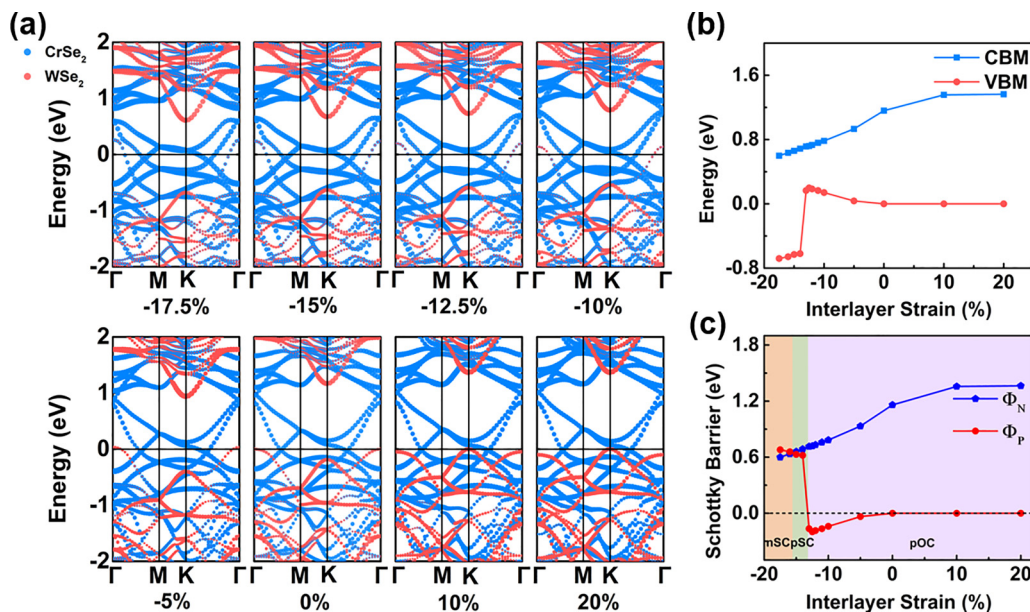 (a)
CrSe2
WSe2
Energy (eV)
2
1
0
-1
-2
Γ M K Γ Γ M K Γ Γ M K Γ Γ M K Γ
-17.5% -15% -12.5% -10%
Energy (eV)
2
1
0
-1
-2
Γ M K Γ Γ M K Γ Γ M K Γ Γ M K Γ
-5% 0% 10% 20%
(b)
CBM
VBM
Energy (eV)
1.6
0.8
0.0
-0.8
-20 -10 0 10 20
Interlayer Strain (%)
(c)
Schottky Barrier (eV)
1.8
1.2
0.6
0.0
ΦN
ΦP
nSC pSC pOC
-20 -10 0 10 20
Interlayer Strain (%)